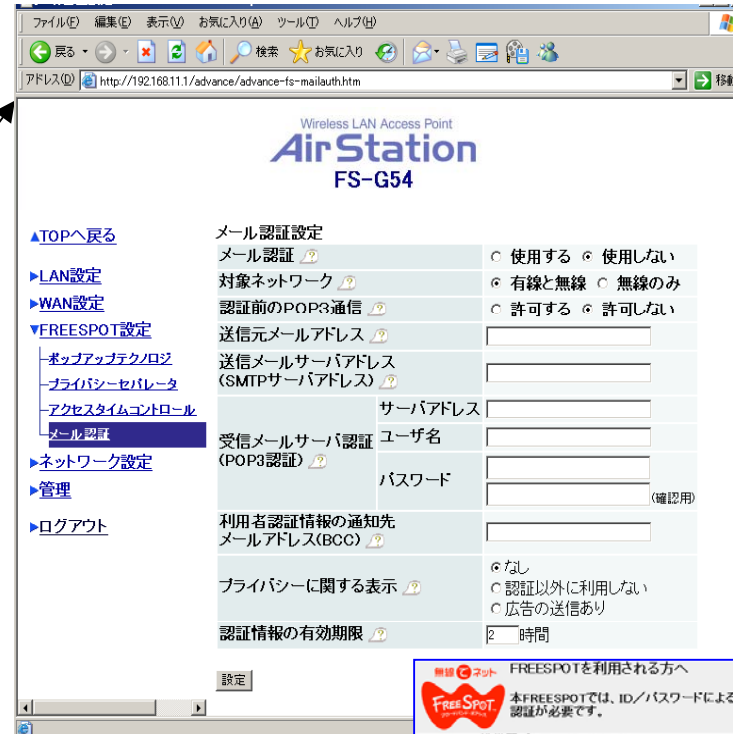 ファイル(F) 編集(E) 表示(V) お気に入り(A) ツール(T) ヘルプ(H)
戻る 検索 お気に入り
アドレス(D) http://192.168.11.1/advance/advance-fs-mailauth.htm 移動
Wireless LAN Access Point
AirStation
FS-G54
▲TOPへ戻る
▶LAN設定
▶WAN設定
▼FREESPOT設定
ポップアップテクノロジ
プライバシーセパレータ
アクセスタイムコントロール
メール認証
▶ネットワーク設定
▶管理
▶ログアウト
メール認証設定
メール認証 使用する 使用しない
対象ネットワーク 有線と無線 無線のみ
認証前のPOP3通信 許可する 許可しない
送信元メールアドレス
送信メールサーバアドレス
(SMTPサーバアドレス)
受信メールサーバ認証
(POP3認証)
サーバアドレス
ユーザ名
パスワード
(確認用)
利用者認証情報の通知先
メールアドレス(BCC)
プライバシーに関する表示
なし
認証以外に利用しない
広告の送信あり
認証情報の有効期限 2 時間
設定
無線でネット
FREESPOT
FREESPOTを利用される方へ
本FREESPOTでは、ID/パスワードによる
認証が必要です。